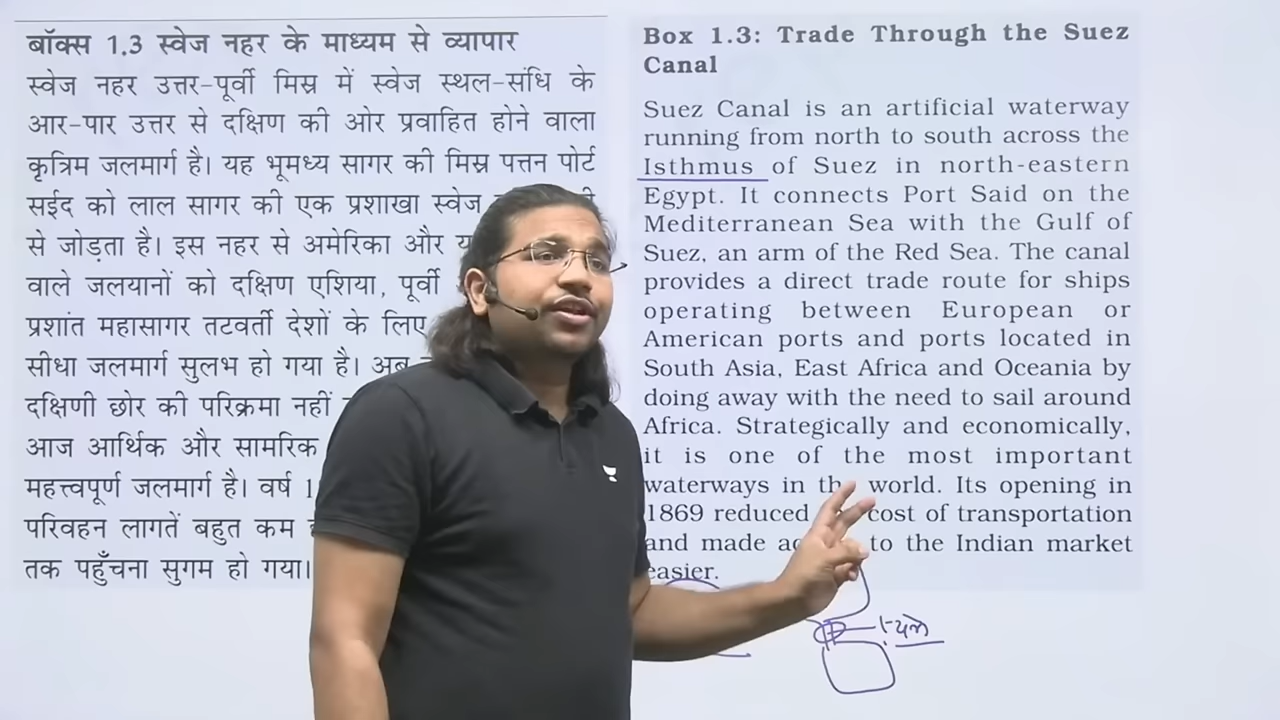 बॉक्स 1.3 स्वेज नहर के माध्यम से व्यापार
स्वेज नहर उत्तर-पूर्वी मिस्र में स्वेज स्थल-संधि के
आर-पार उत्तर से दक्षिण की ओर प्रवाहित होने वाला
कृत्रिम जलमार्ग है। यह भूमध्य सागर की मिस्र पत्तन पोर्ट
सईद को लाल सागर की एक प्रशाखा स्वेज
से जोड़ता है। इस नहर से अमेरिका और
वाले जलयानों को दक्षिण एशिया, पूर्वी
प्रशांत महासागर तटवर्ती देशों के लिए
सीधा जलमार्ग सुलभ हो गया है। अब
दक्षिणी छोर की परिक्रमा नहीं
आज आर्थिक और सामरिक
महत्त्वपूर्ण जलमार्ग है। वर्ष
परिवहन लागतें बहुत कम
तक पहुँचना सुगम हो गया।
Box 1.3: Trade Through the Suez
Canal
Suez Canal is an artificial waterway
running from north to south across the
Isthmus of Suez in north-eastern
Egypt. It connects Port Said on the
Mediterranean Sea with the Gulf of
Suez, an arm of the Red Sea. The canal
provides a direct trade route for ships
operating between European or
American ports and ports located in
South Asia, East Africa and Oceania by
doing away with the need to sail around
Africa. Strategically and economically,
it is one of the most important
waterways in the world. Its opening in
1869 reduced cost of transportation
and made to the Indian market
easier.